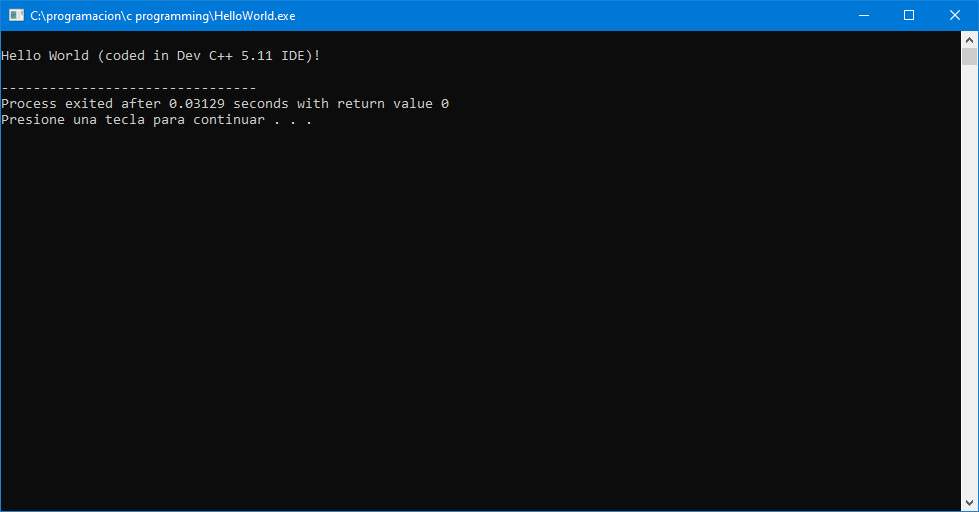 C:\programacion\c programming\HelloWorld.exe
Hello World (coded in Dev C++ 5.11 IDE)!
--------------------------------
Process exited after 0.03129 seconds with return value 0
Presione una tecla para continuar . . .